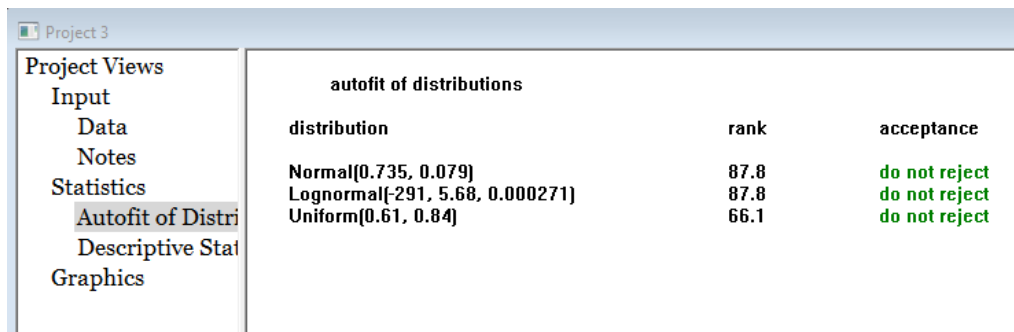 Project 3
Project Views
Input
Data
Notes
Statistics
Autofit of Distri
Descriptive Stat
Graphics
autofit of distributions
distribution rank acceptance
Normal(0.735, 0.079) 87.8 do not reject
Lognormal(-291, 5.68, 0.000271) 87.8 do not reject
Uniform(0.61, 0.84) 66.1 do not reject